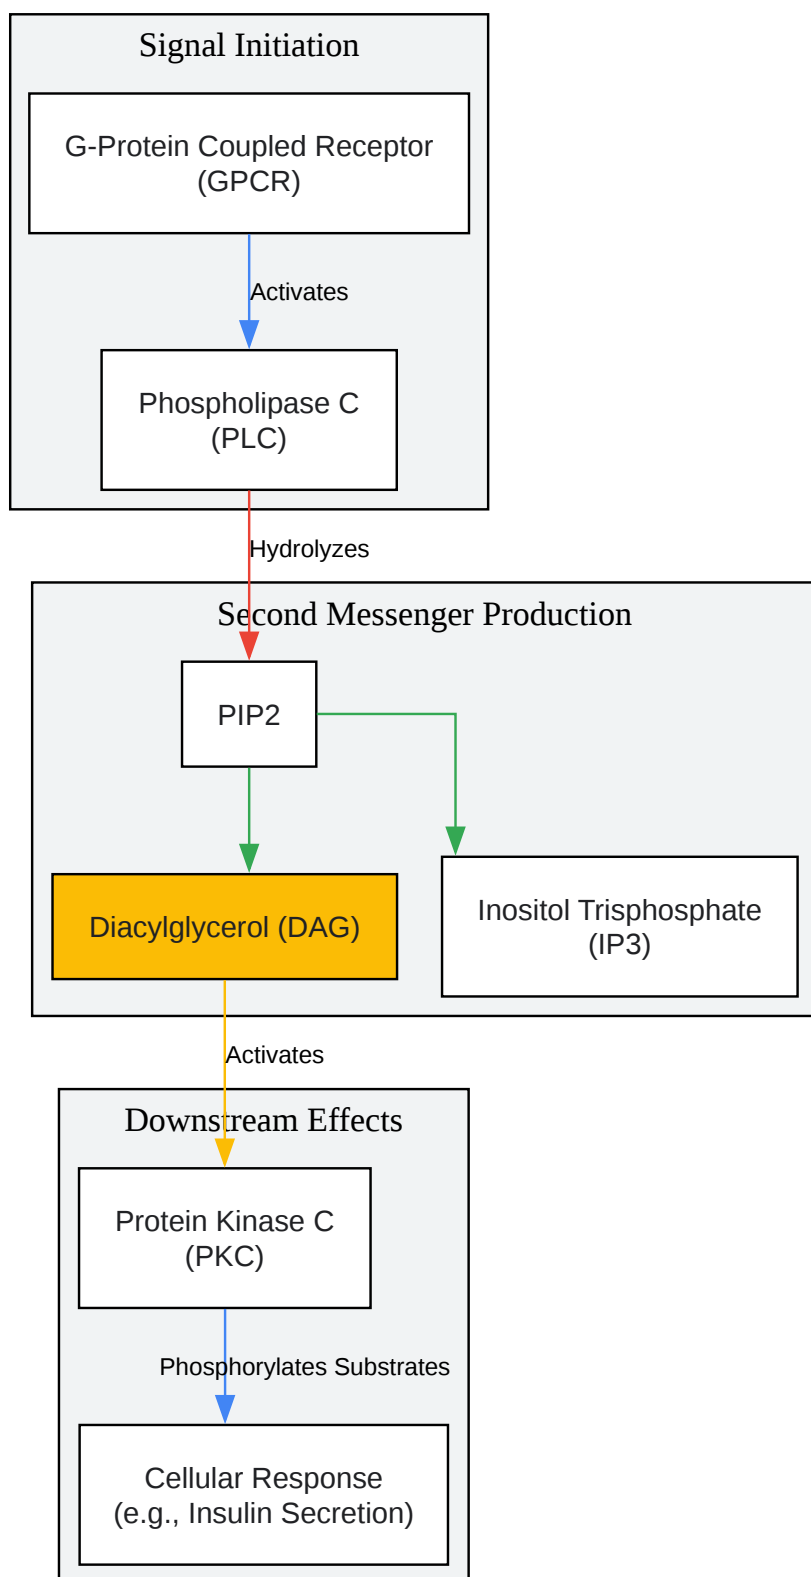 Signal Initiation
G-Protein Coupled Receptor
(GPCR)
Activates
Phospholipase C
(PLC)
Hydrolyzes
Second Messenger Production
PIP2
Diacylglycerol (DAG)
Inositol Trisphosphate
(IP3)
Activates
Downstream Effects
Protein Kinase C
(PKC)
Phosphorylates Substrates
Cellular Response
(e.g., Insulin Secretion)